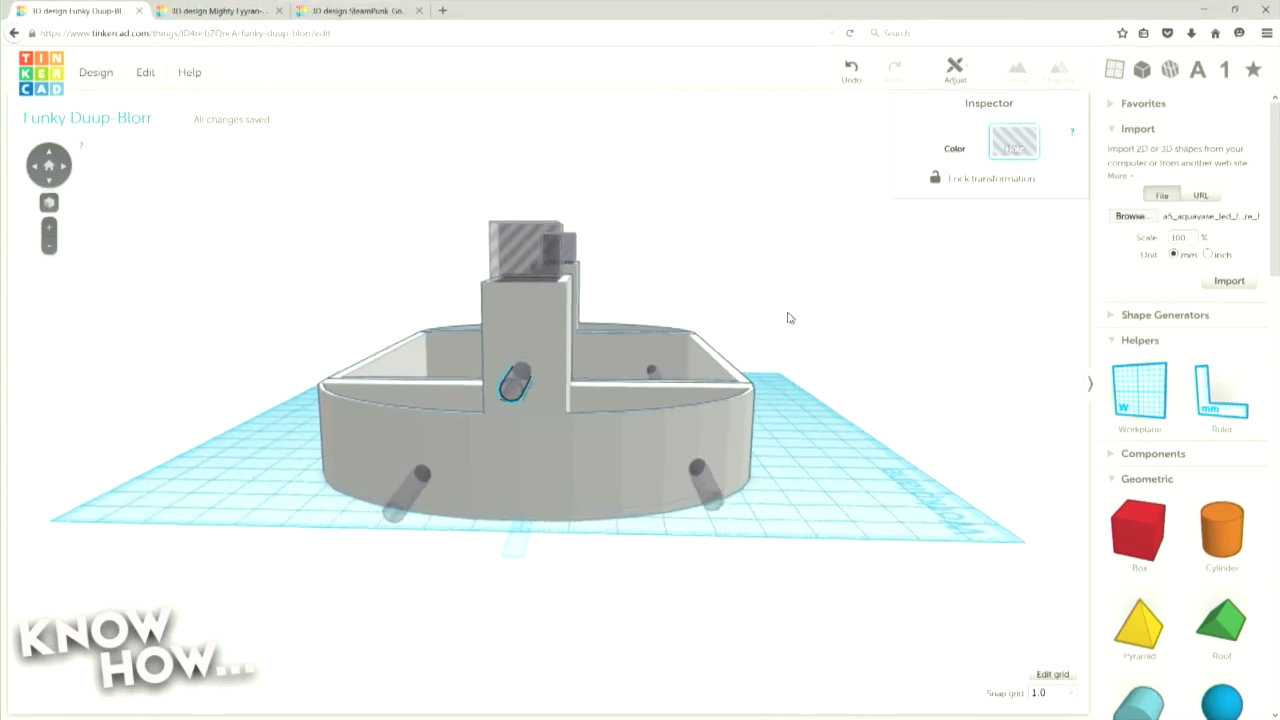 3D design Funky Duup-Bl...
3D design Mighty Fyyran-...
3D design SteamPunk Go...
Search
TINKERCAD
Design
Edit
Help
Undo
Adjust
Funky Duup-Blorr
All changes saved
?
Inspector
Color
Hole
?
Lock transformation
+
-
Favorites
Import
Import 2D or 3D shapes from your
computer or from another web site.
More
File
URL
Browse...
Scale
100
%
Unit
mm
inch
Import
Shape Generators
Helpers
W
mm
Workplane
Ruler
Components
Geometric
Box
Cylinder
Pyramid
Roof
Edit grid
Snap grid
1.0
KNOW
HOW...